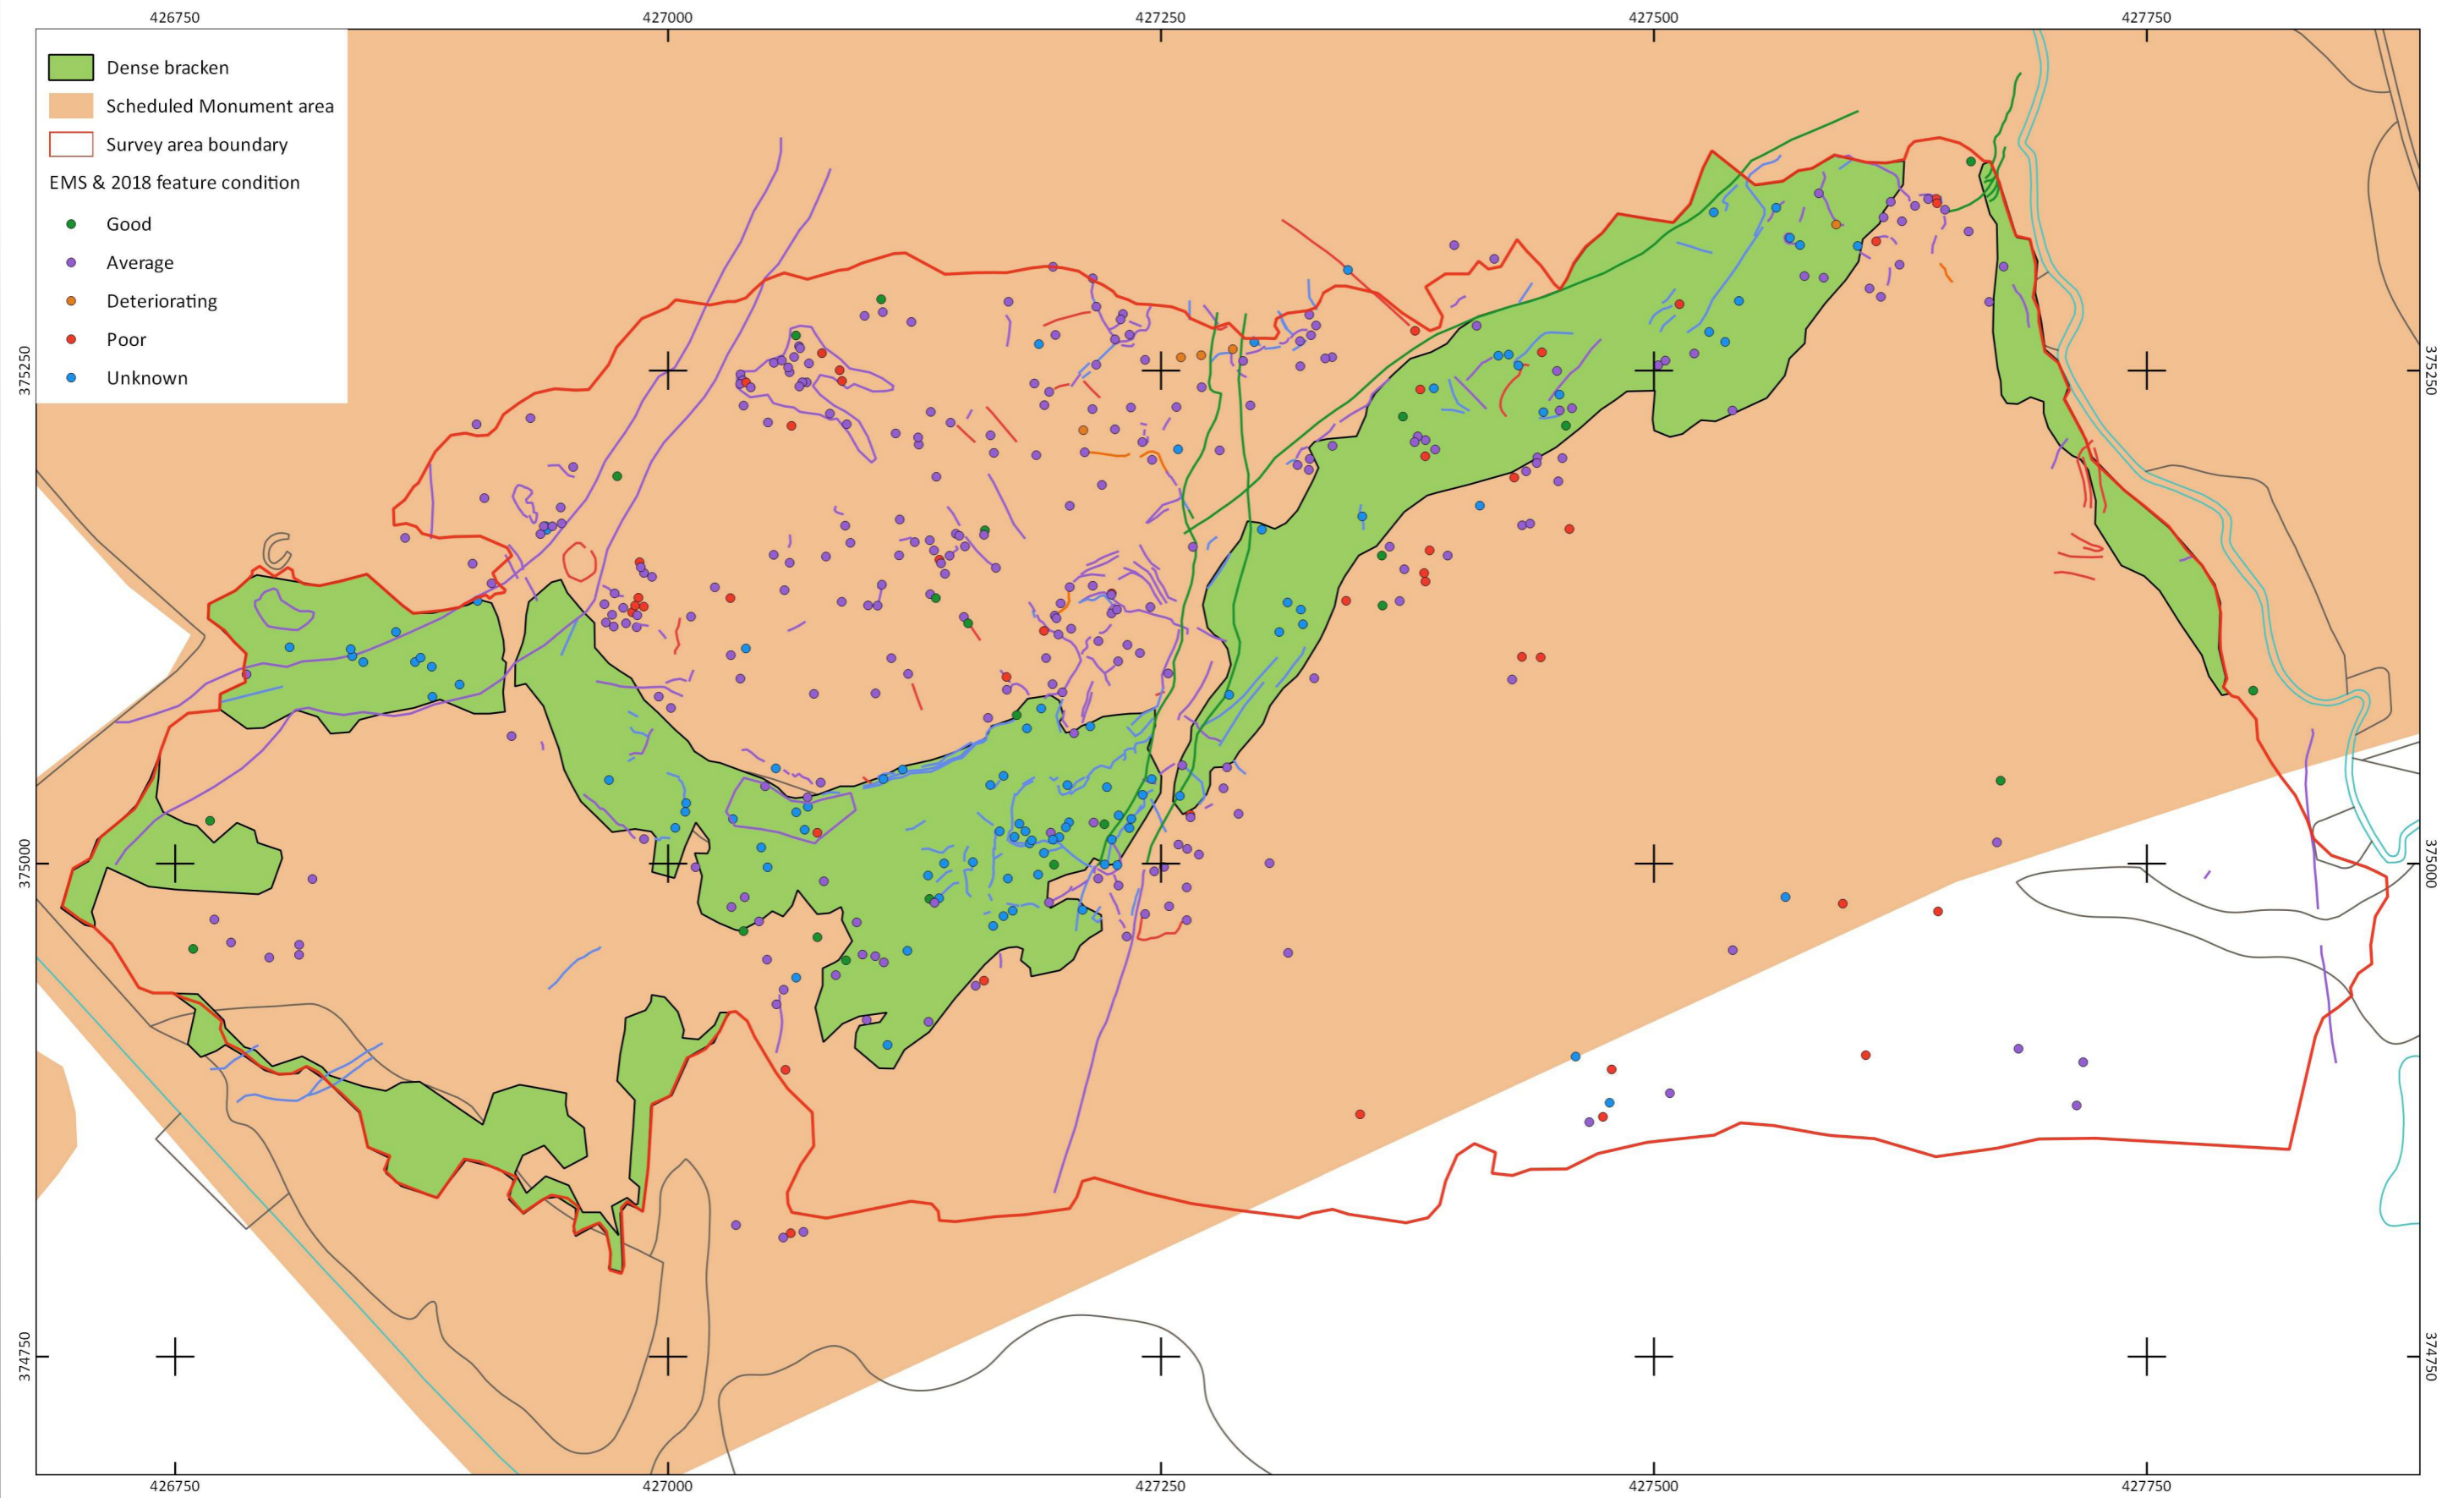 426750 427000 427250 427500 427750
Dense bracken
Scheduled Monument area
Survey area boundary
EMS & 2018 feature condition
Good
Average
Deteriorating
Poor
Unknown
375250 375250
375000 375000
374750 374750
426750 427000 427250 427500 427750